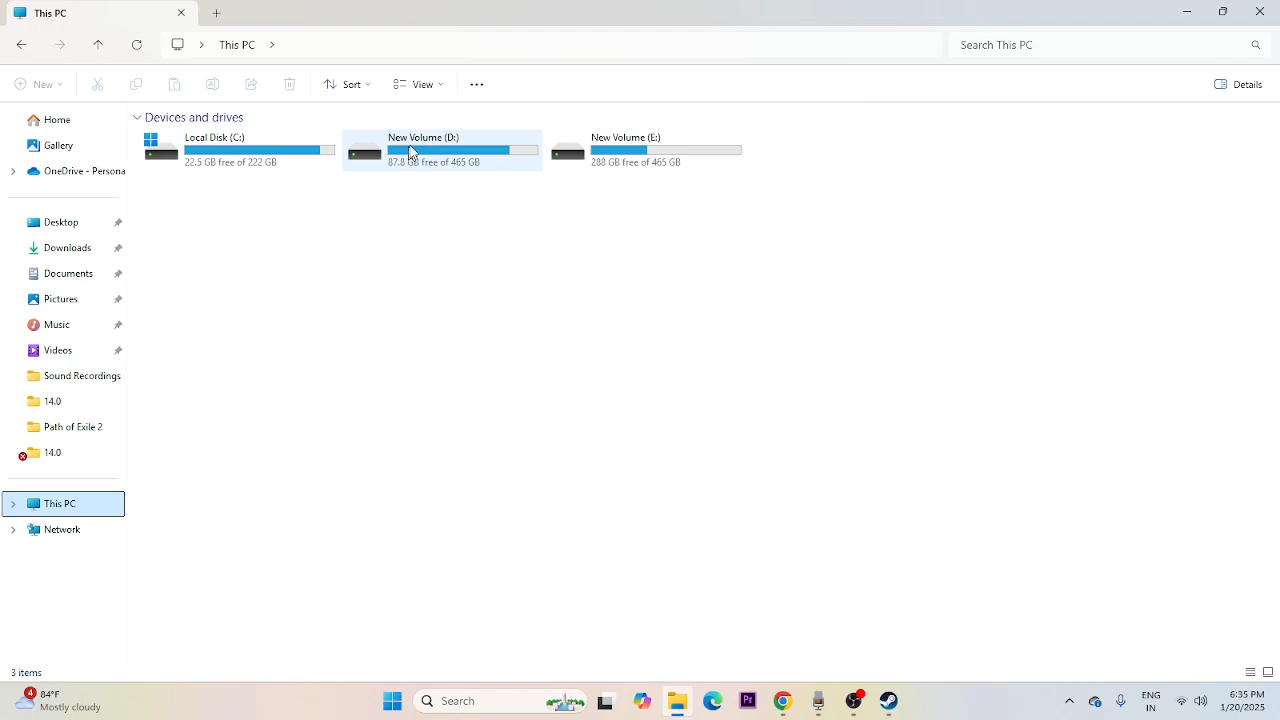 This PC
This PC
Search This PC
New
Sort
View
Details
Home
Gallery
OneDrive - Persona
Desktop
Downloads
Documents
Pictures
Music
Videos
Sound Recordings
14.0
Path of Exile 2
14.0
This PC
Network
Devices and drives
Local Disk (C:)
22.5 GB free of 222 GB
New Volume (D:)
87.8 GB free of 465 GB
New Volume (E:)
288 GB free of 465 GB
3 items
4
84°F
Mostly cloudy
Search
Pr
ENG
IN
6:35 PM
1/20/2025